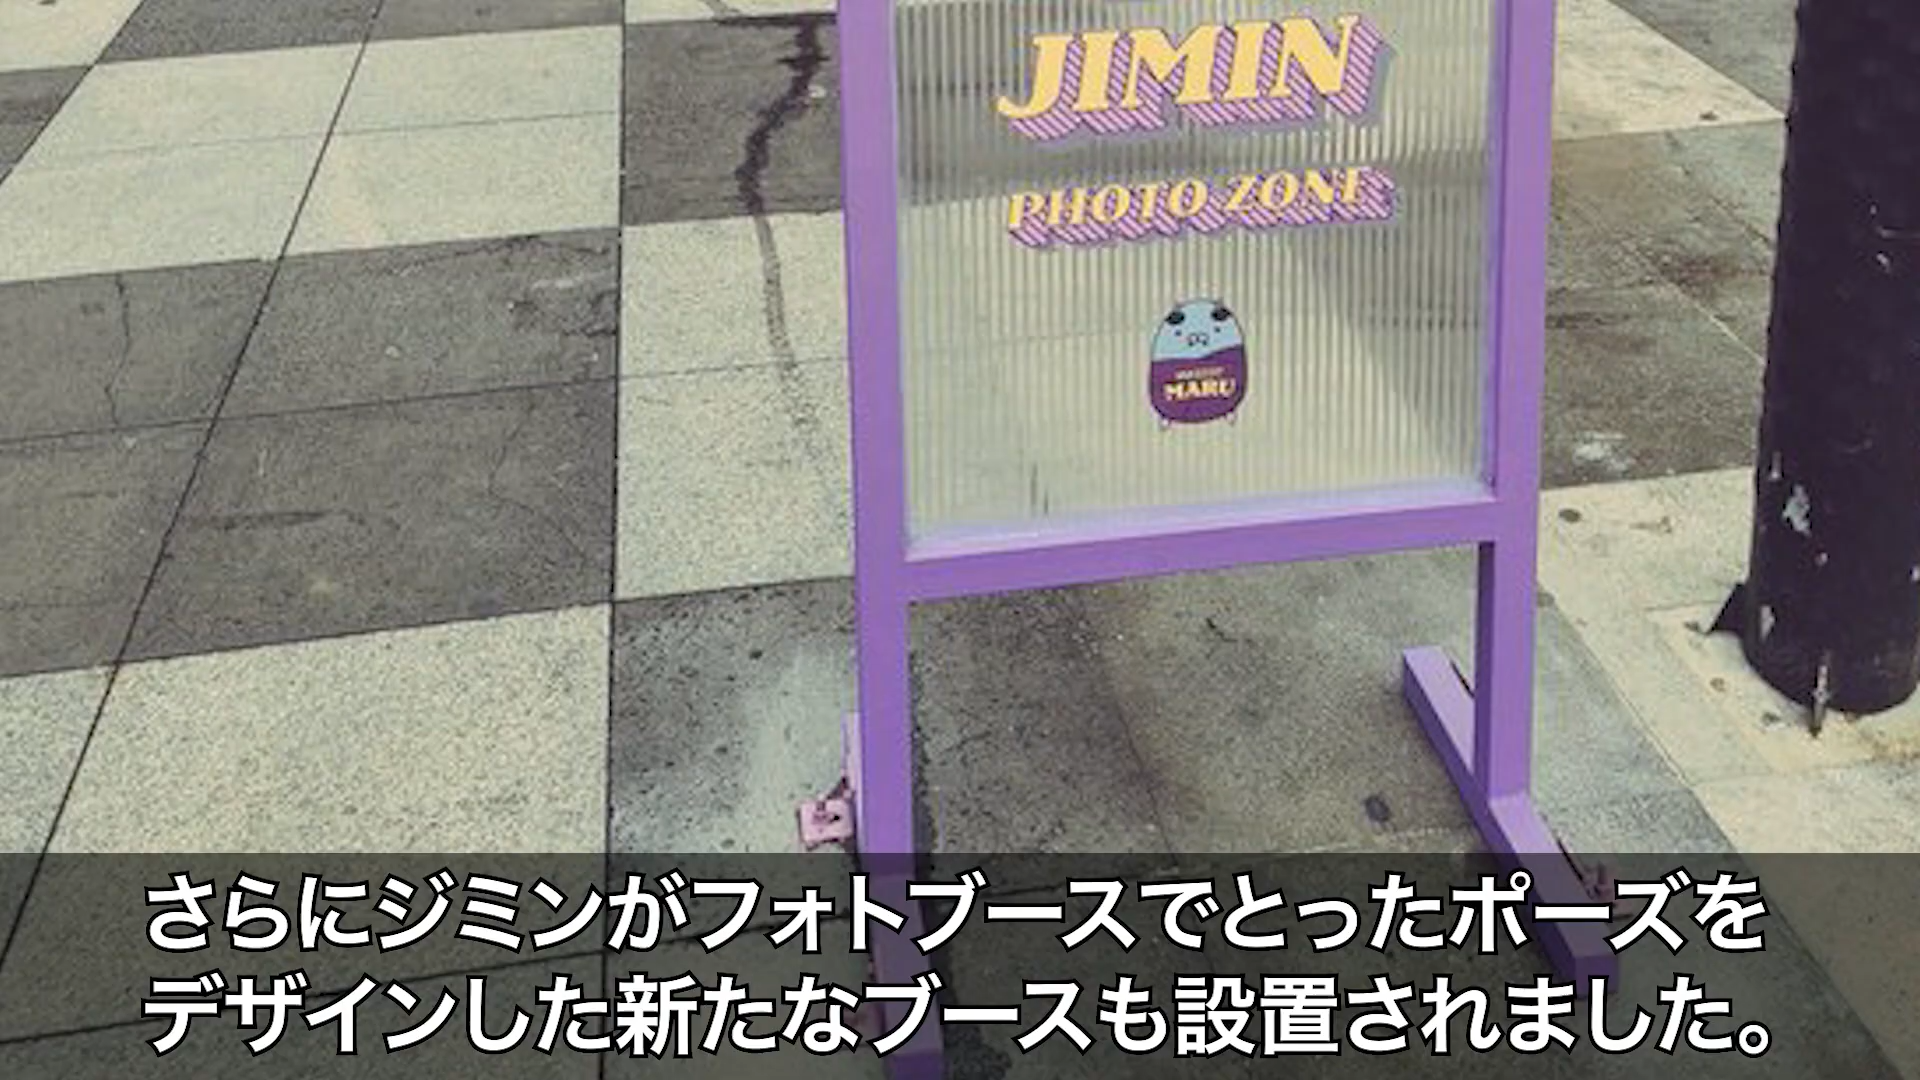 JIMIN
PHOTO ZONE
MARU
さらにジミンがフォトブースでとったポーズを
デザインした新たなブースも設置されました。